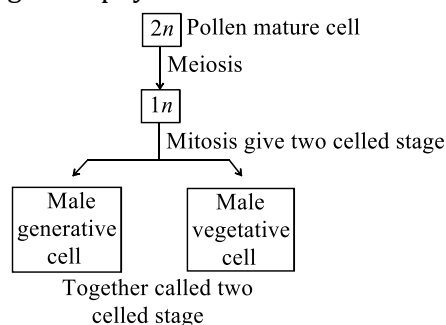 2n Pollen mature cell
Meiosis
1n
Mitosis give two celled stage
Male generative cell
Male vegetative cell
Together called two
celled stage